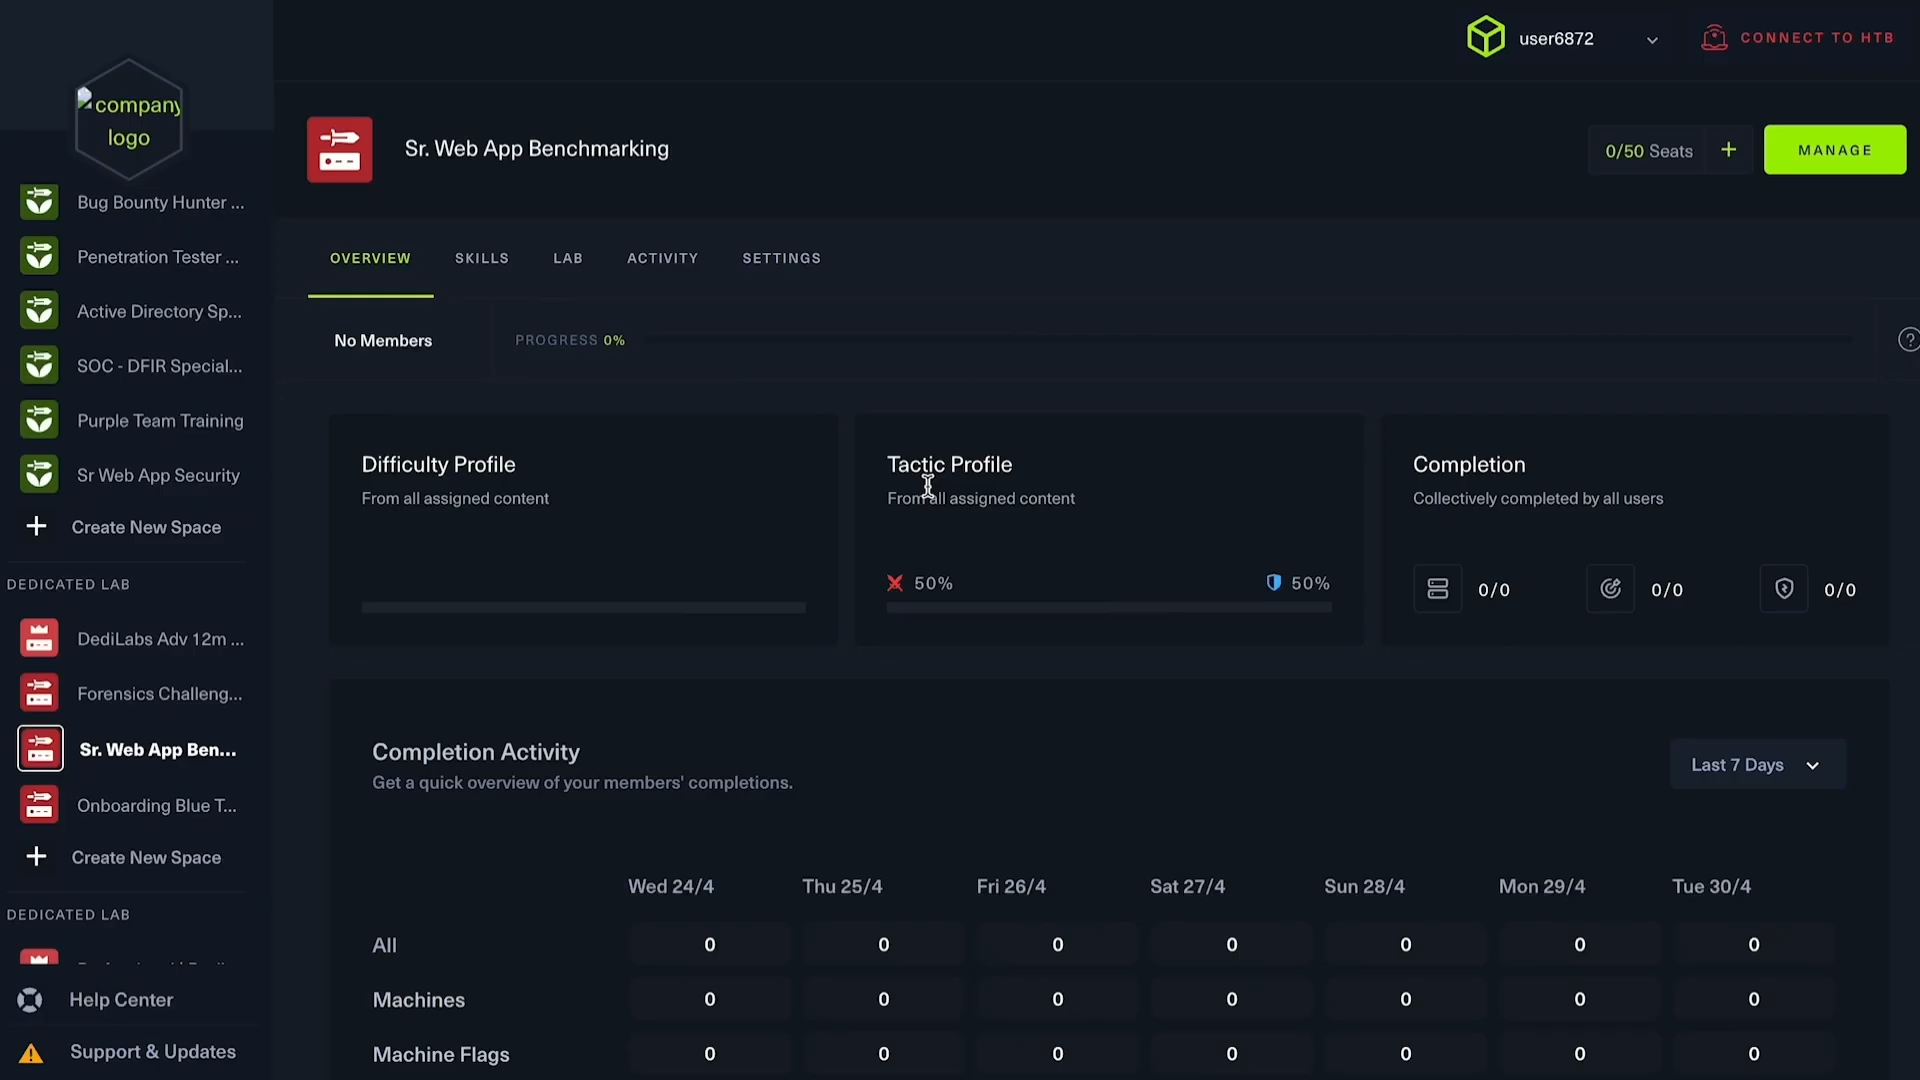 user6872
CONNECT TO HTB
company
logo
Sr. Web App Benchmarking
0/50 Seats +
MANAGE
Bug Bounty Hunter ...
Penetration Tester ...
Active Directory Sp...
SOC - DFIR Special...
Purple Team Training
Sr Web App Security
+ Create New Space
DEDICATED LAB
DediLabs Adv 12m ...
Forensics Challeng...
Sr. Web App Ben...
Onboarding Blue T...
+ Create New Space
DEDICATED LAB
Help Center
Support & Updates
OVERVIEW SKILLS LAB ACTIVITY SETTINGS
No Members
PROGRESS 0%
?
Difficulty Profile
From all assigned content
Tactic Profile
From all assigned content
50% 50%
Completion
Collectively completed by all users
0/0 0/0 0/0
Completion Activity
Get a quick overview of your members' completions.
Last 7 Days
Wed 24/4 Thu 25/4 Fri 26/4 Sat 27/4 Sun 28/4 Mon 29/4 Tue 30/4
All 0 0 0 0 0 0 0
Machines 0 0 0 0 0 0 0
Machine Flags 0 0 0 0 0 0 0